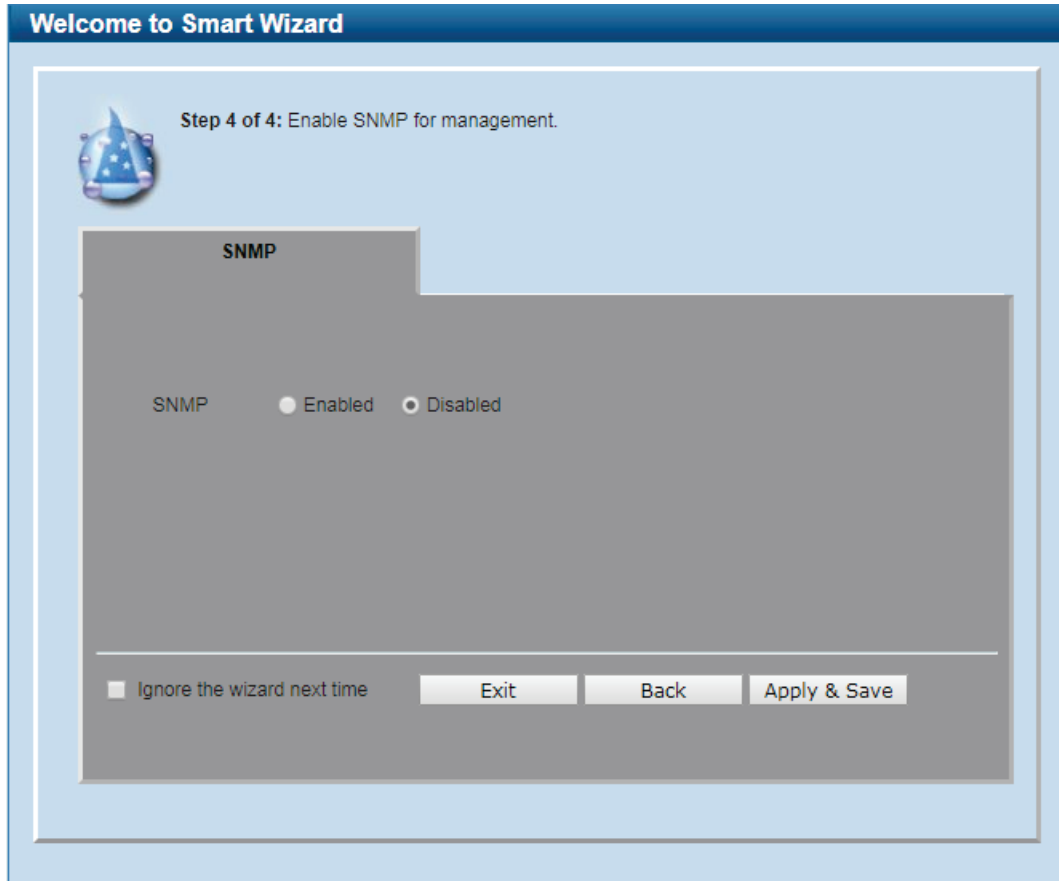 Welcome to Smart Wizard
Step 4 of 4: Enable SNMP for management.
SNMP
SNMP Enabled Disabled
Ignore the wizard next time Exit Back Apply & Save